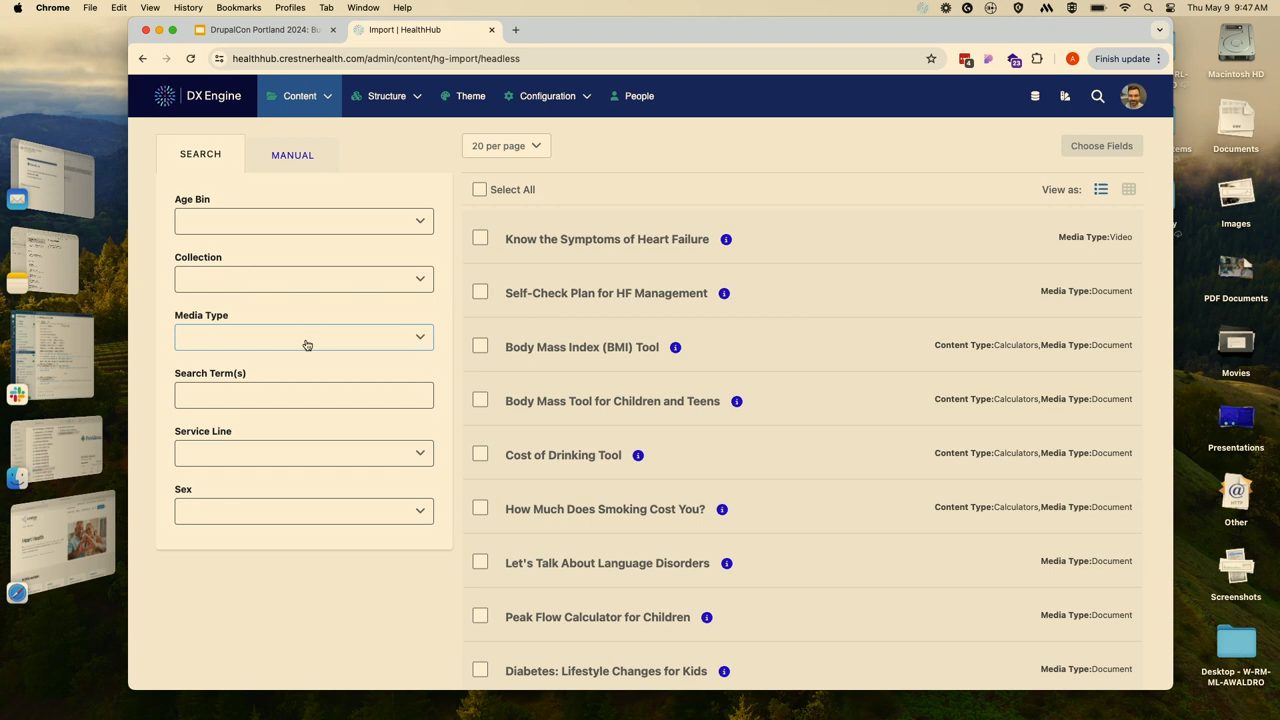 Chrome File Edit View History Bookmarks Profiles Tab Window Help
Thu May 9 9:47 AM
DrupalCon Portland 2024: Bu
Import | HealthHub
healthhub.crestnerhealth.com/admin/content/hg-import/headless
4
23
A
Finish update
DX Engine
Content
Structure
Theme
Configuration
People
SEARCH
MANUAL
20 per page
Choose Fields
Select All
View as:
Age Bin
Collection
Media Type
Search Term(s)
Service Line
Sex
Know the Symptoms of Heart Failure
Media Type:Video
Self-Check Plan for HF Management
Media Type:Document
Body Mass Index (BMI) Tool
Content Type:Calculators,Media Type:Document
Body Mass Tool for Children and Teens
Content Type:Calculators,Media Type:Document
Cost of Drinking Tool
Content Type:Calculators,Media Type:Document
How Much Does Smoking Cost You?
Content Type:Calculators,Media Type:Document
Let's Talk About Language Disorders
Media Type:Document
Peak Flow Calculator for Children
Media Type:Document
Diabetes: Lifestyle Changes for Kids
Media Type:Document
Macintosh HD
Documents
Images
PDF Documents
Movies
Presentations
Other
Screenshots
Desktop - W-RM-
ML-AWALDRO